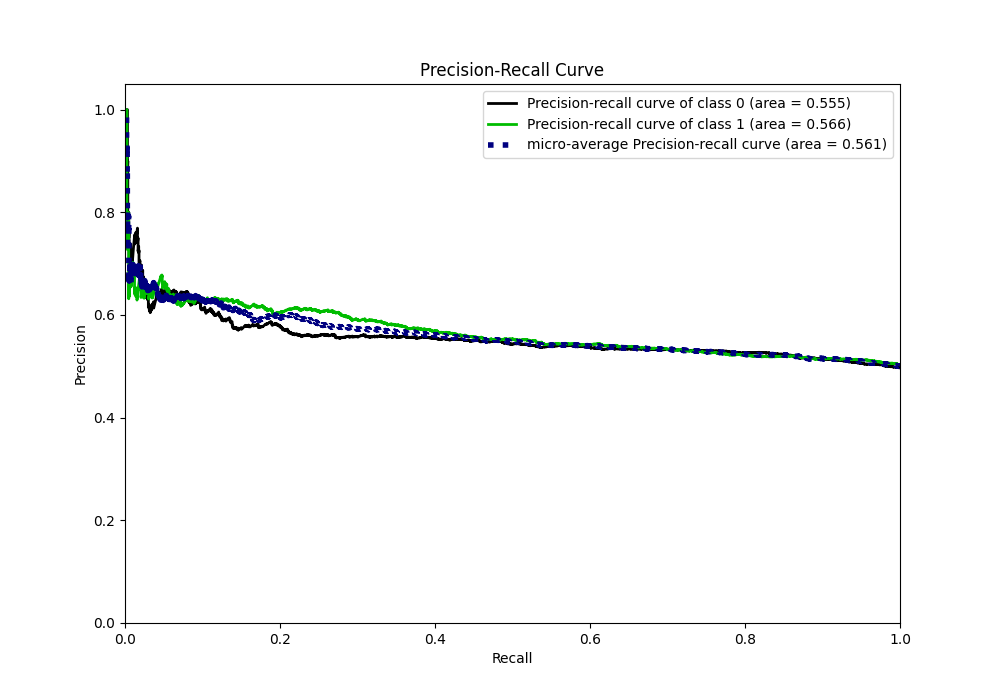 Precision-Recall Curve
Precision-recall curve of class 0 (area = 0.555)
Precision-recall curve of class 1 (area = 0.566)
micro-average Precision-recall curve (area = 0.561)
Precision
1.0
0.8
0.6
0.4
0.2
0.0
0.0 0.2 0.4 0.6 0.8 1.0
Recall